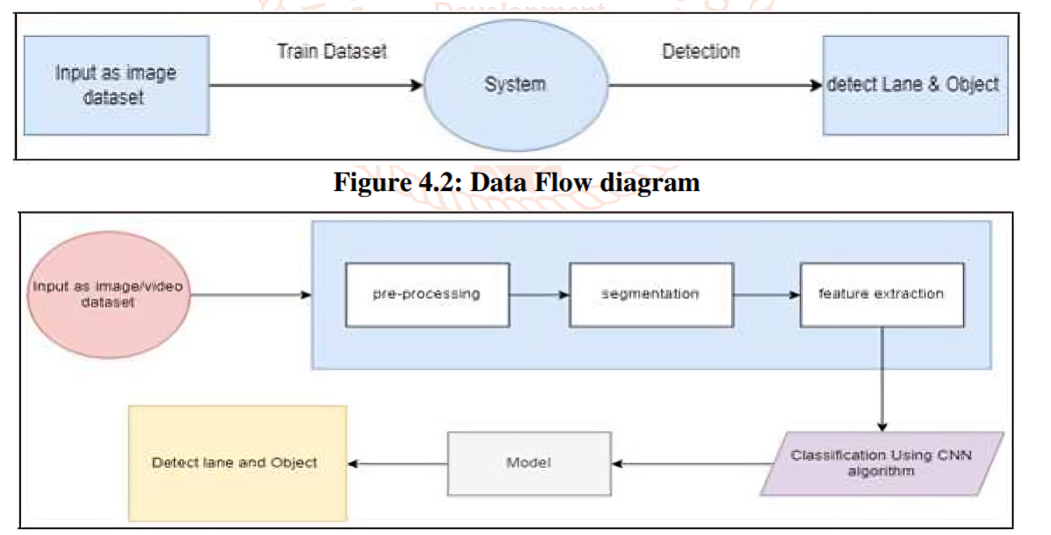 Development
Train Dataset
Detection
Input as image
dataset
System
detect Lane & Object
Figure 4.2: Data Flow diagram
Input as image/video
dataset
pre-processing
segmentation
feature extraction
Detect lane and Object
Model
Classification Using CNN
algorithm